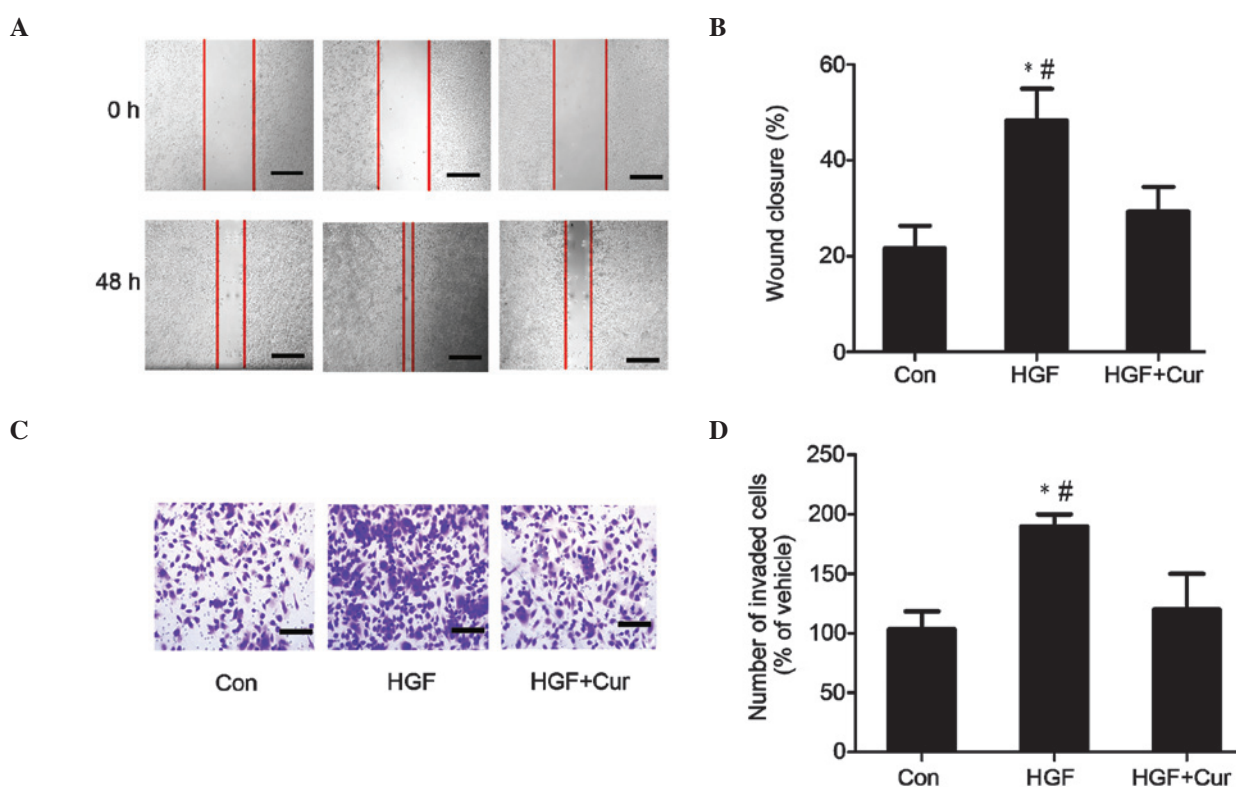 A
0 h
48 h
B
Wound closure (%)
60
40
20
0
* #
Con HGF HGF+Cur
C
Con HGF HGF+Cur
D
Number of invaded cells
(% of vehicle)
250
200
150
100
50
0
* #
Con HGF HGF+Cur